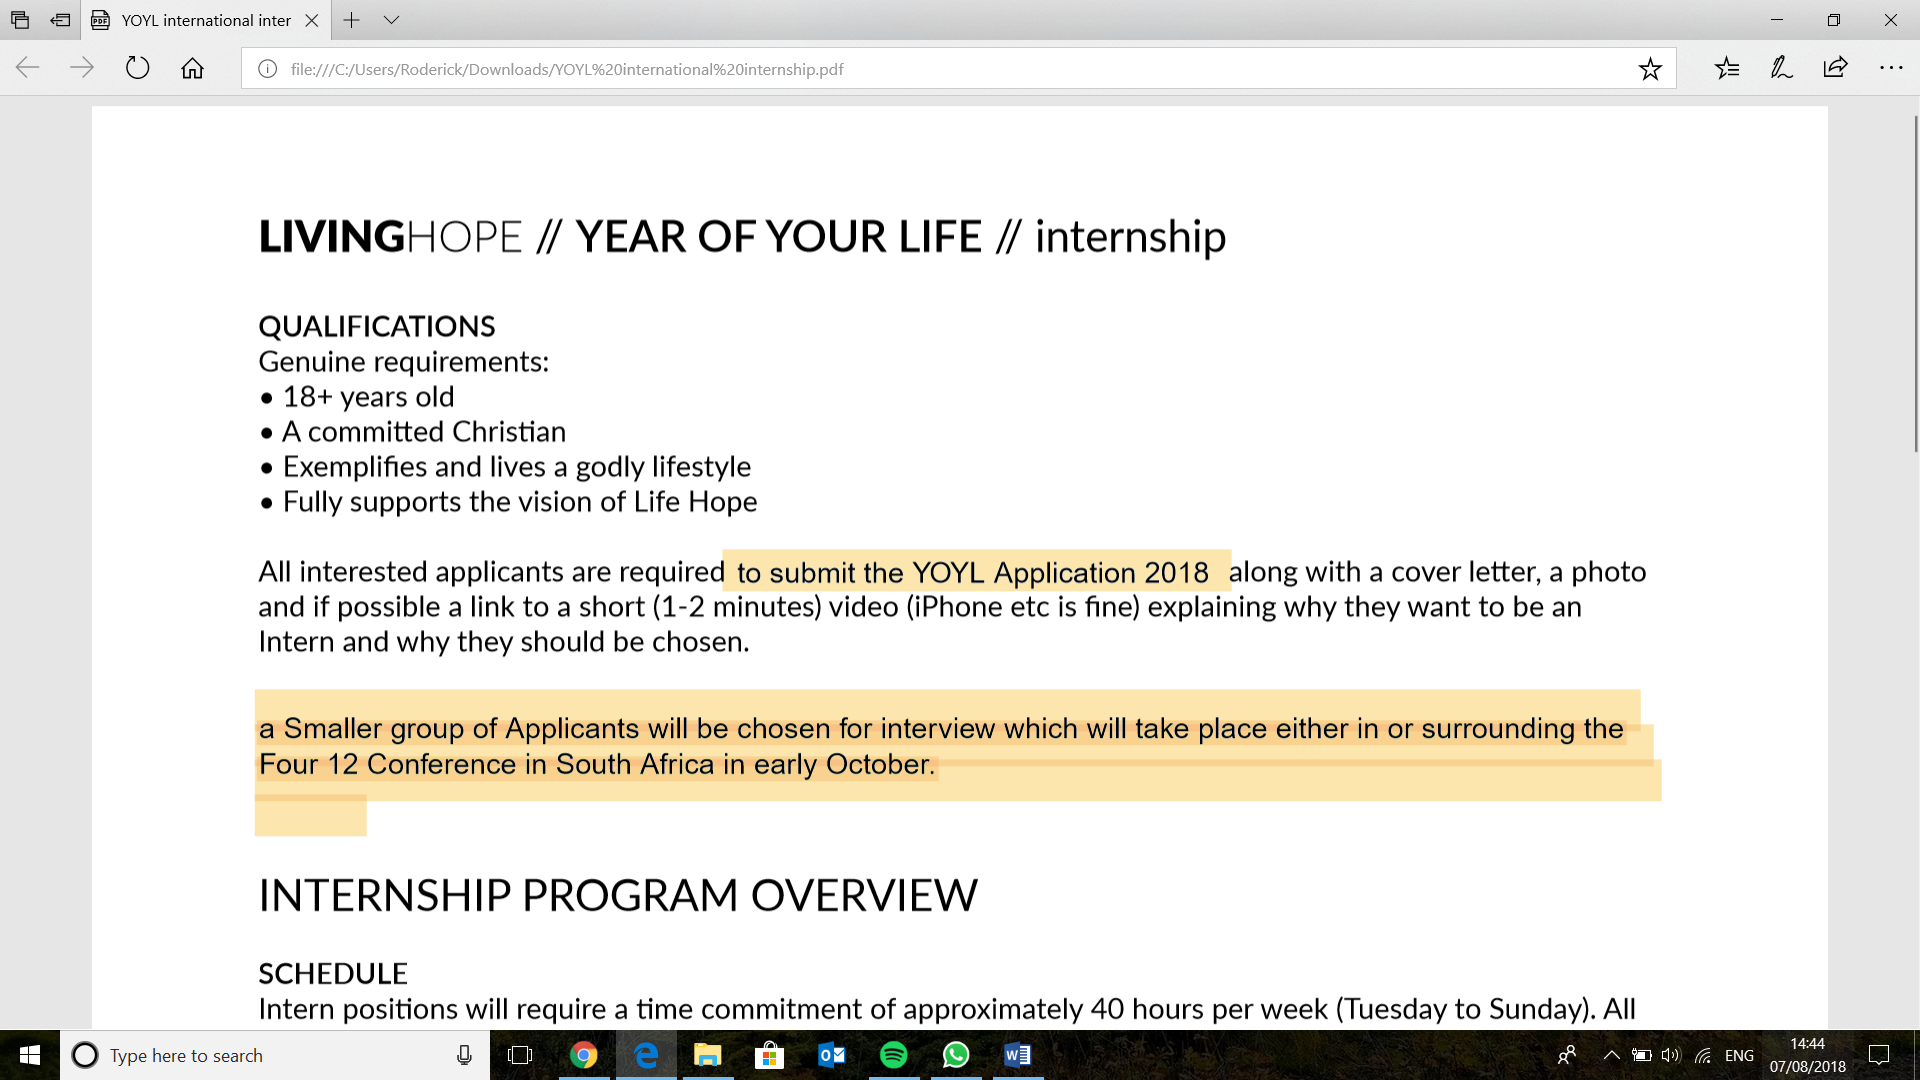 YOYL international inter
file:///C:/Users/Roderick/Downloads/YOYL%20international%20internship.pdf
LIVINGHOPE // YEAR OF YOUR LIFE // internship
QUALIFICATIONS
Genuine requirements:
• 18+ years old
• A committed Christian
• Exemplifies and lives a godly lifestyle
• Fully supports the vision of Life Hope
All interested applicants are required to submit the YOYL Application 2018 along with a cover letter, a photo
and if possible a link to a short (1-2 minutes) video (iPhone etc is fine) explaining why they want to be an
Intern and why they should be chosen.
a Smaller group of Applicants will be chosen for interview which will take place either in or surrounding the
Four 12 Conference in South Africa in early October.
INTERNSHIP PROGRAM OVERVIEW
SCHEDULE
Intern positions will require a time commitment of approximately 40 hours per week (Tuesday to Sunday). All
Type here to search
ENG
14:44
07/08/2018